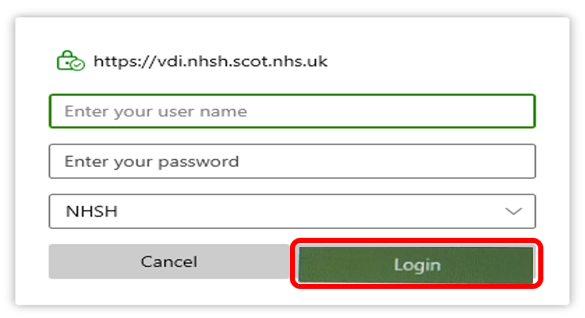 https://vdi.nhsh.scot.nhs.uk
Enter your user name
Enter your password
NHSH
Cancel
Login